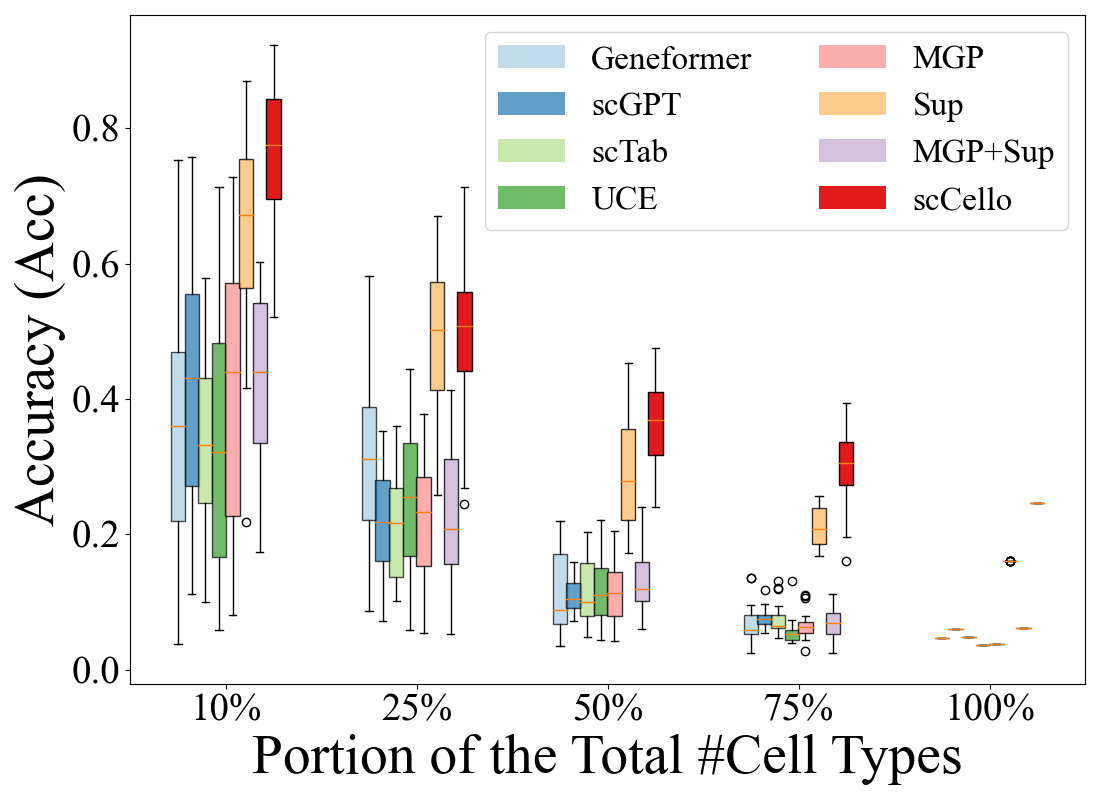 Geneformer
scGPT
scTab
UCE
MGP
Sup
MGP+Sup
scCello
0.8
0.6
0.4
0.2
0.0
Accuracy (Acc)
10% 25% 50% 75% 100%
Portion of the Total #Cell Types